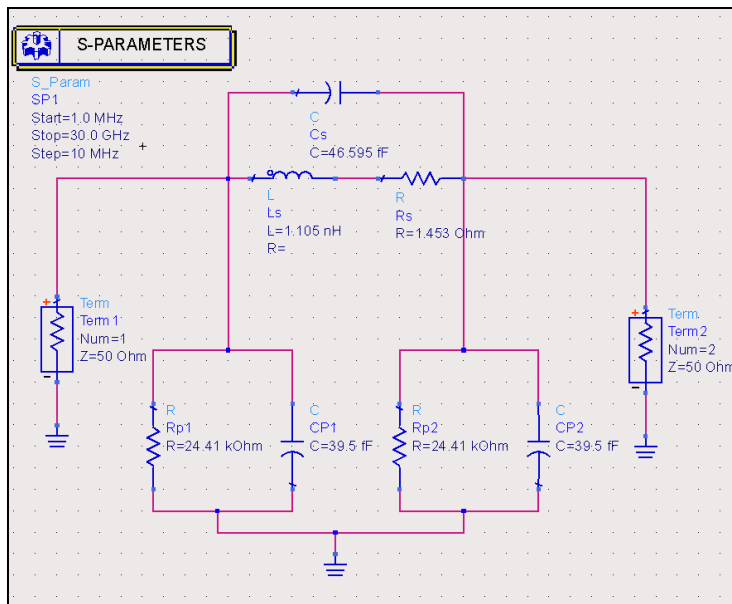 S-PARAMETERS
S_Param
SP1
Start=1.0 MHz
Stop=30.0 GHz
Step=10 MHz
C
Cs
C=46.595 fF
L
Ls
L=1.105 nH
R=
R
Rs
R=1.453 Ohm
+
Term
Term1
Num=1
Z=50 Ohm
-
+
Term
Term2
Num=2
Z=50 Ohm
-
R
Rp1
R=24.41 kOhm
C
CP1
C=39.5 fF
R
Rp2
R=24.41 kOhm
C
CP2
C=39.5 fF